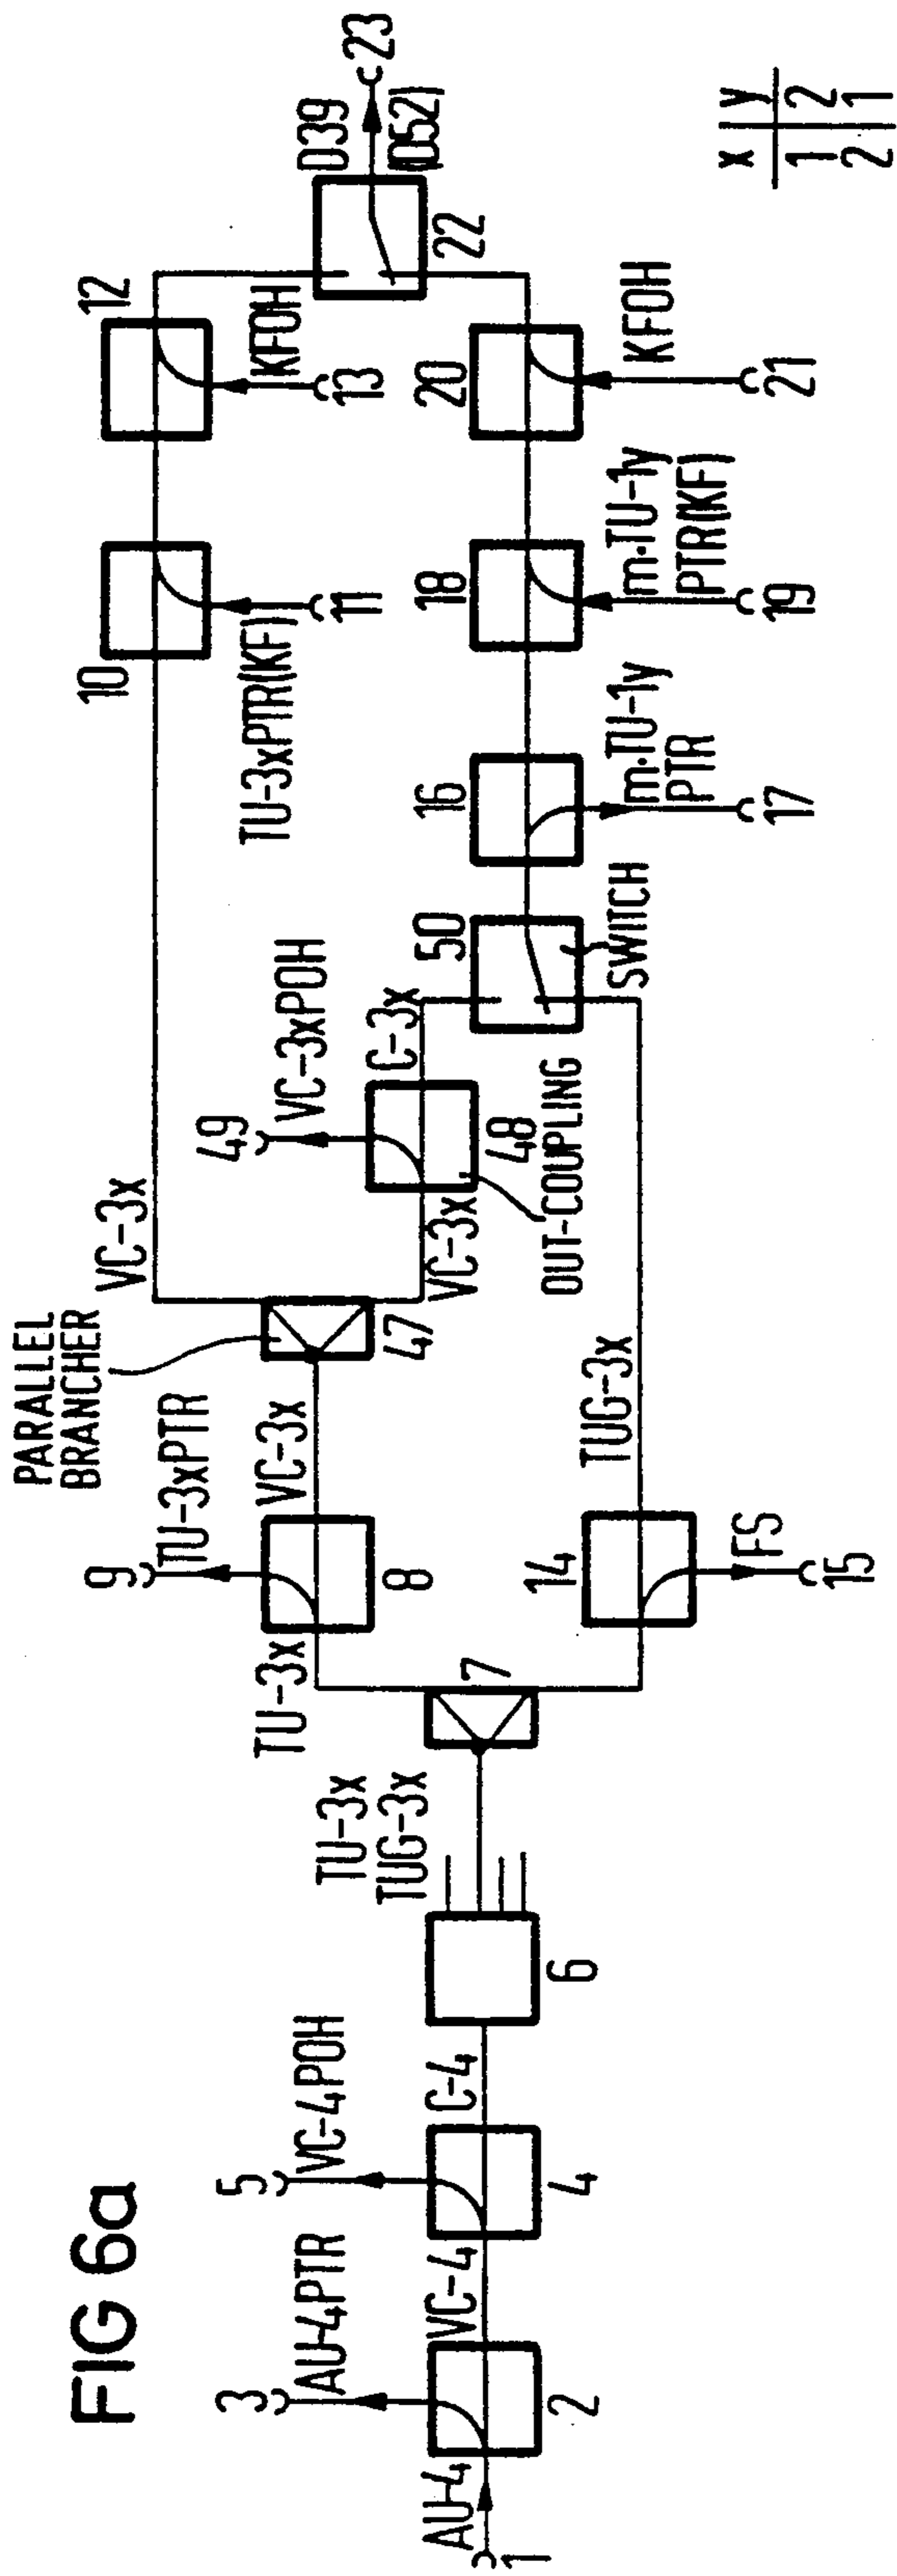 FIG 6a
1
AU-4
2
3
AU-4PTR
VC-4
4
5
VC-4POH
C-4
6
TU-3x
TUG-3x
7
TU-3x
8
9
TU-3xPTR
VC-3x
PARALLEL
BRANCHER
47
VC-3x
10
11
TU-3xPTR(KF)
12
13
KFOH
VC-3x
48
OUT-COUPLING
49
VC-3xPOH
C-3x
14
15
FS
TUG-3x
50
SWITCH
16
17
m·TU-1y
PTR
18
19
m·TU-1y
PTR(KF)
20
21
KFOH
22
D39
(D52)
23
x y
1 2
2 1